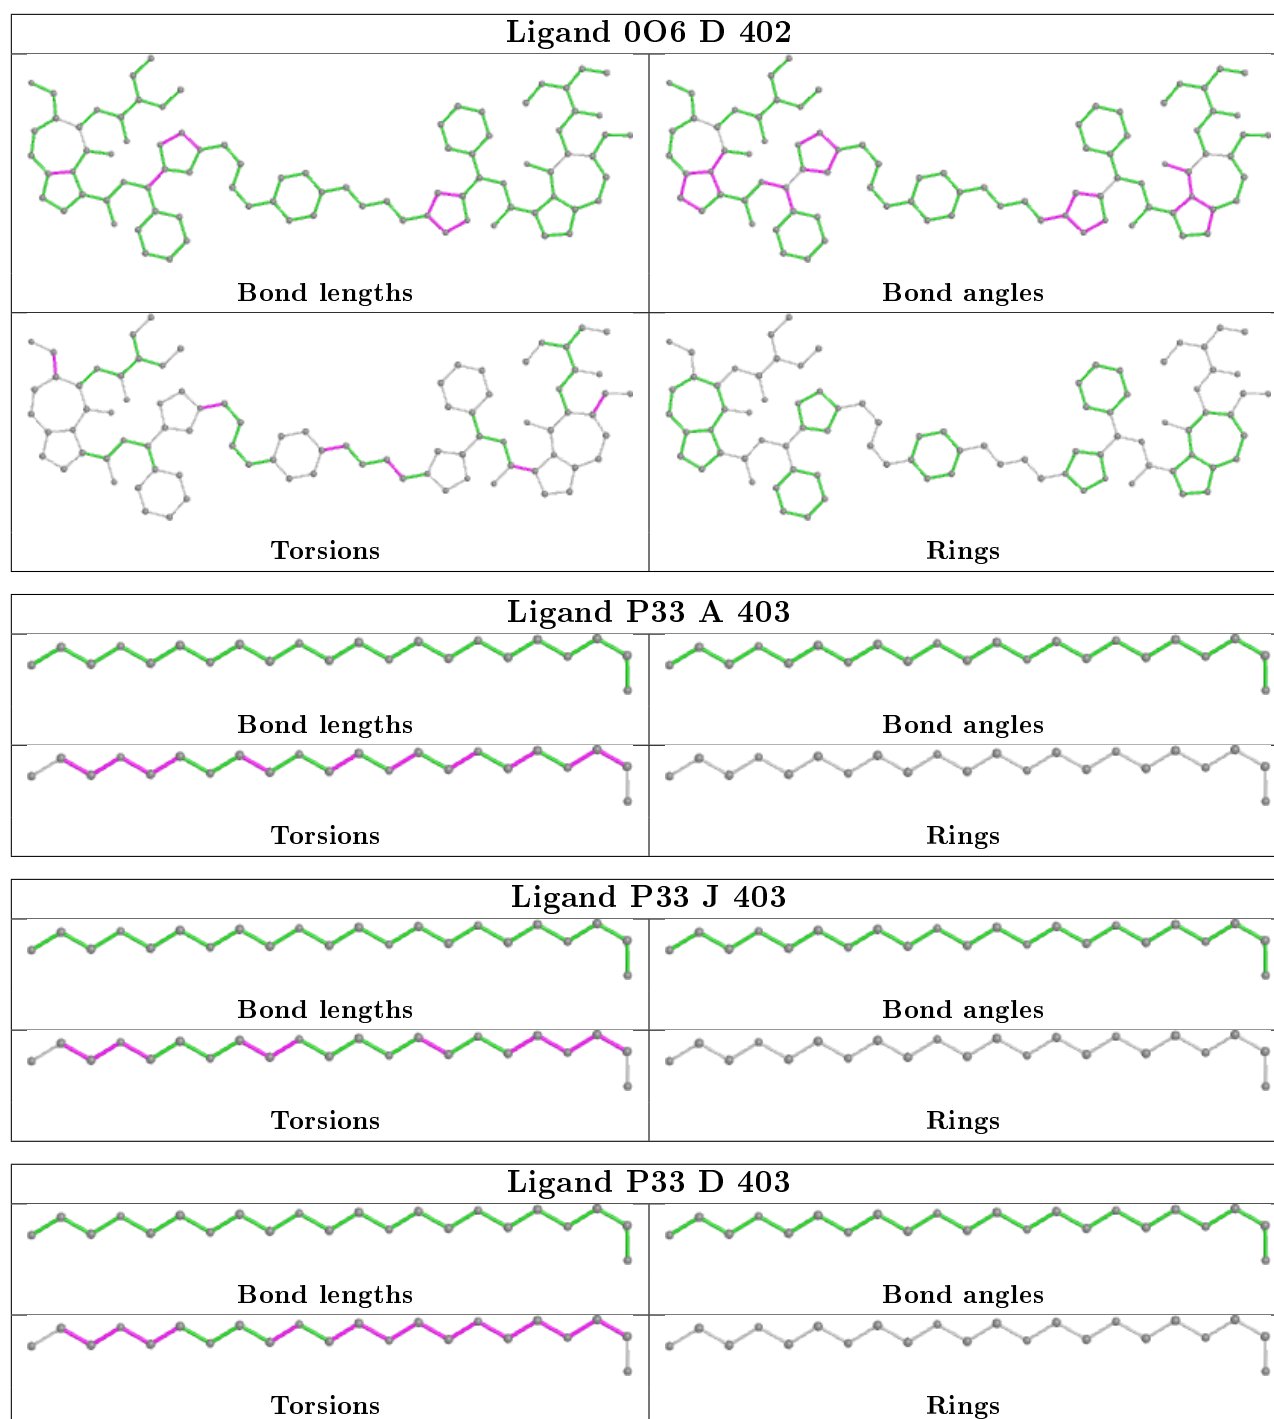 Ligand 0O6 D 402
Bond lengths
Bond angles
Torsions
Rings
Ligand P33 A 403
Bond lengths
Bond angles
Torsions
Rings
Ligand P33 J 403
Bond lengths
Bond angles
Torsions
Rings
Ligand P33 D 403
Bond lengths
Bond angles
Torsions
Rings